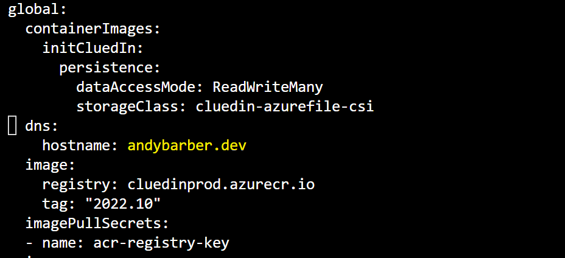 global:
  containerImages:
    initCluedIn:
      persistence:
        dataAccessMode: ReadWriteMany
        storageClass: cluedin-azurefile-csi
  dns:
    hostname: andybarber.dev
  image:
    registry: cluedinprod.azurecr.io
    tag: "2022.10"
  imagePullSecrets:
  - name: acr-registry-key